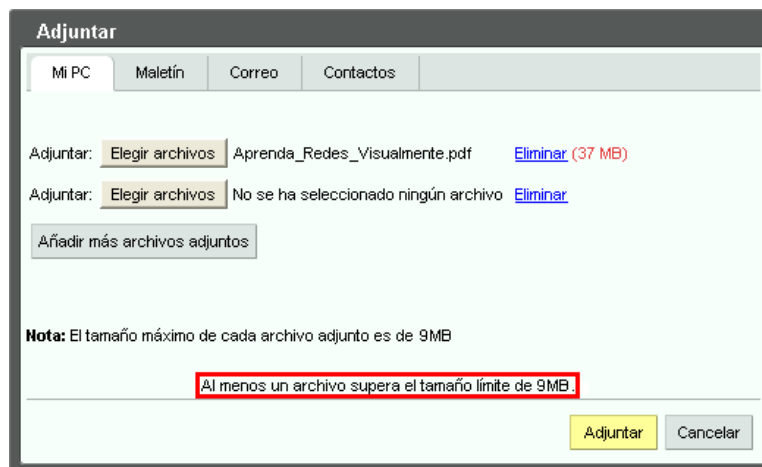 Adjuntar
Mi PC Maletín Correo Contactos
Adjuntar: Elegir archivos Aprenda_Redes_Visualmente.pdf Eliminar (37 MB)
Adjuntar: Elegir archivos No se ha seleccionado ningún archivo Eliminar
Añadir más archivos adjuntos
Nota: El tamaño máximo de cada archivo adjunto es de 9MB
Al menos un archivo supera el tamaño límite de 9MB.
Adjuntar Cancelar